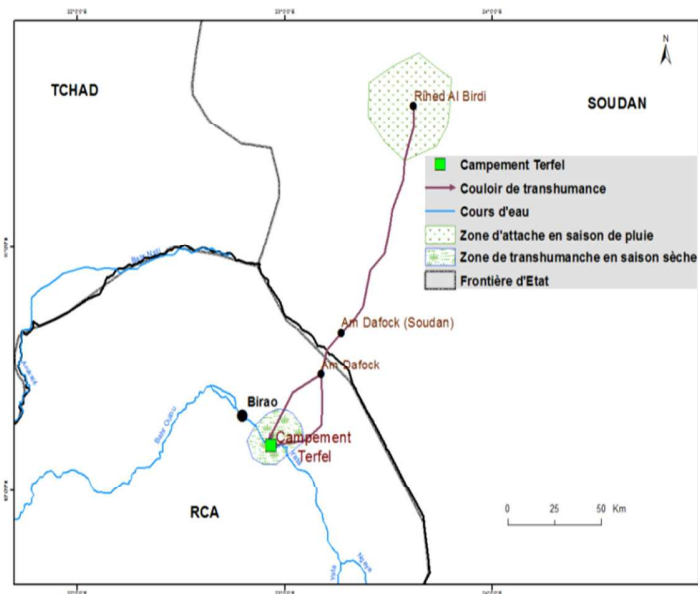 TCHAD
SOUDAN
N
Rihed Al Birdi
Campement Terfel
Couloir de transhumance
Cours d'eau
Zone d'attache en saison de pluie
Zone de transhumanche en saison sèche
Frontière d'Etat
Am Dafock (Soudan)
Am Dafock
Birao
Campement
Terfel
RCA
0 25 50 Km